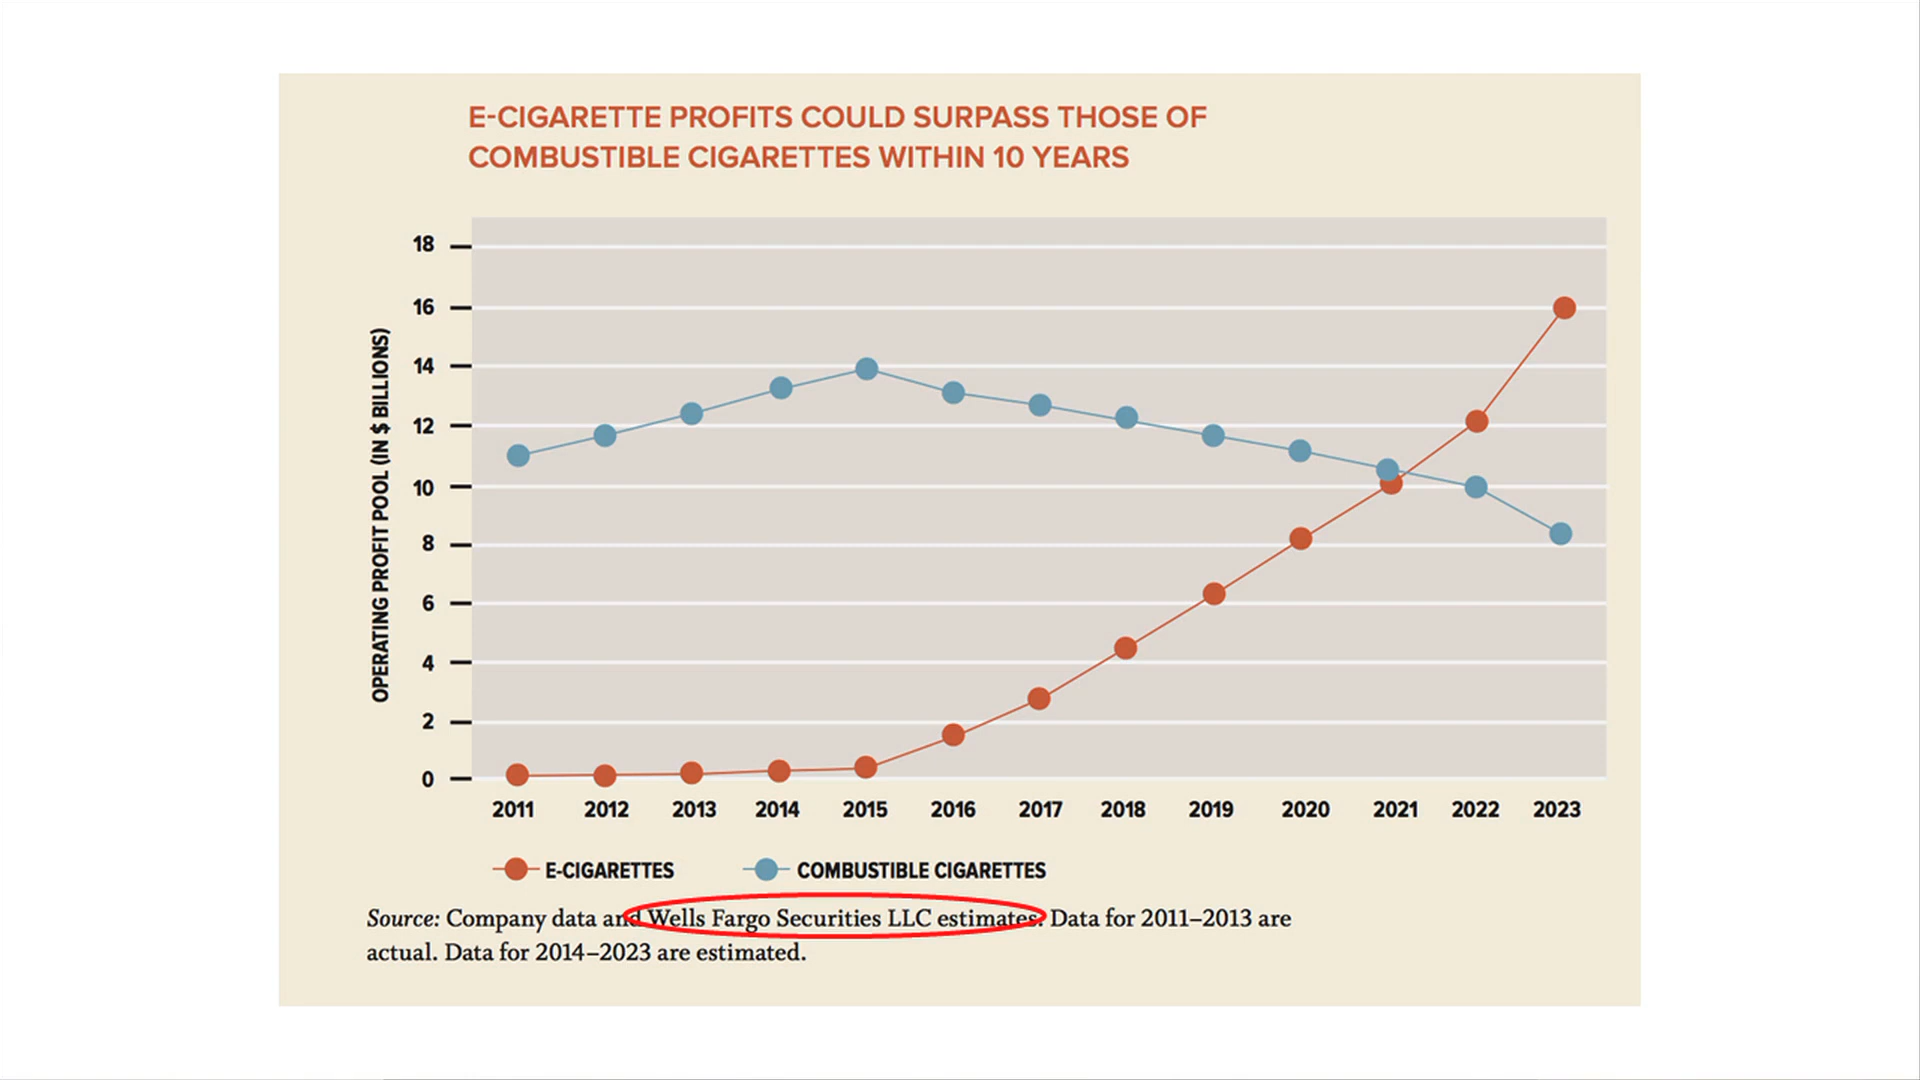 E-CIGARETTE PROFITS COULD SURPASS THOSE OF
COMBUSTIBLE CIGARETTES WITHIN 10 YEARS
OPERATING PROFIT POOL (IN $ BILLIONS)
18
16
14
12
10
8
6
4
2
0
2011 2012 2013 2014 2015 2016 2017 2018 2019 2020 2021 2022 2023
E-CIGARETTES COMBUSTIBLE CIGARETTES
Source: Company data and Wells Fargo Securities LLC estimates. Data for 2011–2013 are
actual. Data for 2014–2023 are estimated.